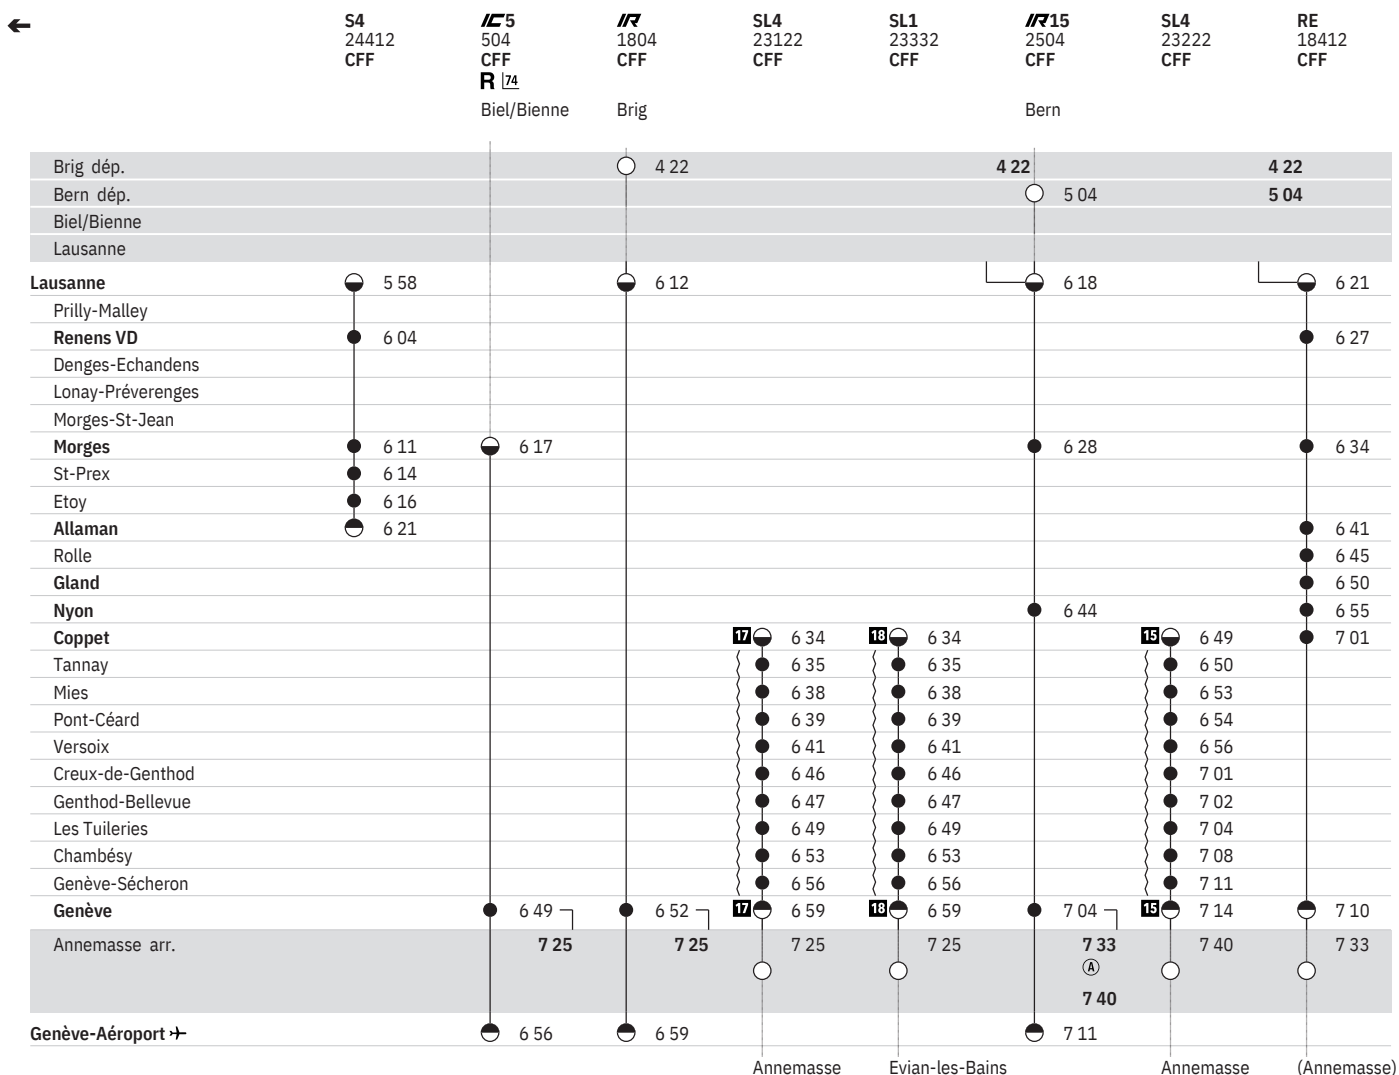 S4 IC5 IR SL4 SL1 IR15 SL4 RE
24412 504 1804 23122 23332 2504 23222 18412
CFF CFF CFF CFF CFF CFF CFF CFF
R 74
Biel/Bienne Brig Bern
Brig dép. 4 22 4 22 4 22
Bern dép. 5 04 5 04
Biel/Bienne
Lausanne
Lausanne 5 58 6 12 6 18 6 21
Prilly-Malley
Renens VD 6 04 6 27
Denges-Echandens
Lonay-Préverenges
Morges-St-Jean
Morges 6 11 6 17 6 28 6 34
St-Prex 6 14
Etoy 6 16
Allaman 6 21 6 41
Rolle 6 45
Gland 6 50
Nyon 6 44 6 55
Coppet 17 6 34 18 6 34 15 6 49 7 01
Tannay 6 35 6 35 6 50
Mies 6 38 6 38 6 53
Pont-Céard 6 39 6 39 6 54
Versoix 6 41 6 41 6 56
Creux-de-Genthod 6 46 6 46 7 01
Genthod-Bellevue 6 47 6 47 7 02
Les Tuileries 6 49 6 49 7 04
Chambésy 6 53 6 53 7 08
Genève-Sécheron 6 56 6 56 7 11
Genève 6 49 6 52 17 6 59 18 6 59 7 04 15 7 14 7 10
Annemasse arr. 7 25 7 25 7 25 7 25 7 33 7 40 7 33
A
7 40
Genève-Aéroport 6 56 6 59 7 11
Annemasse Evian-les-Bains Annemasse (Annemasse)